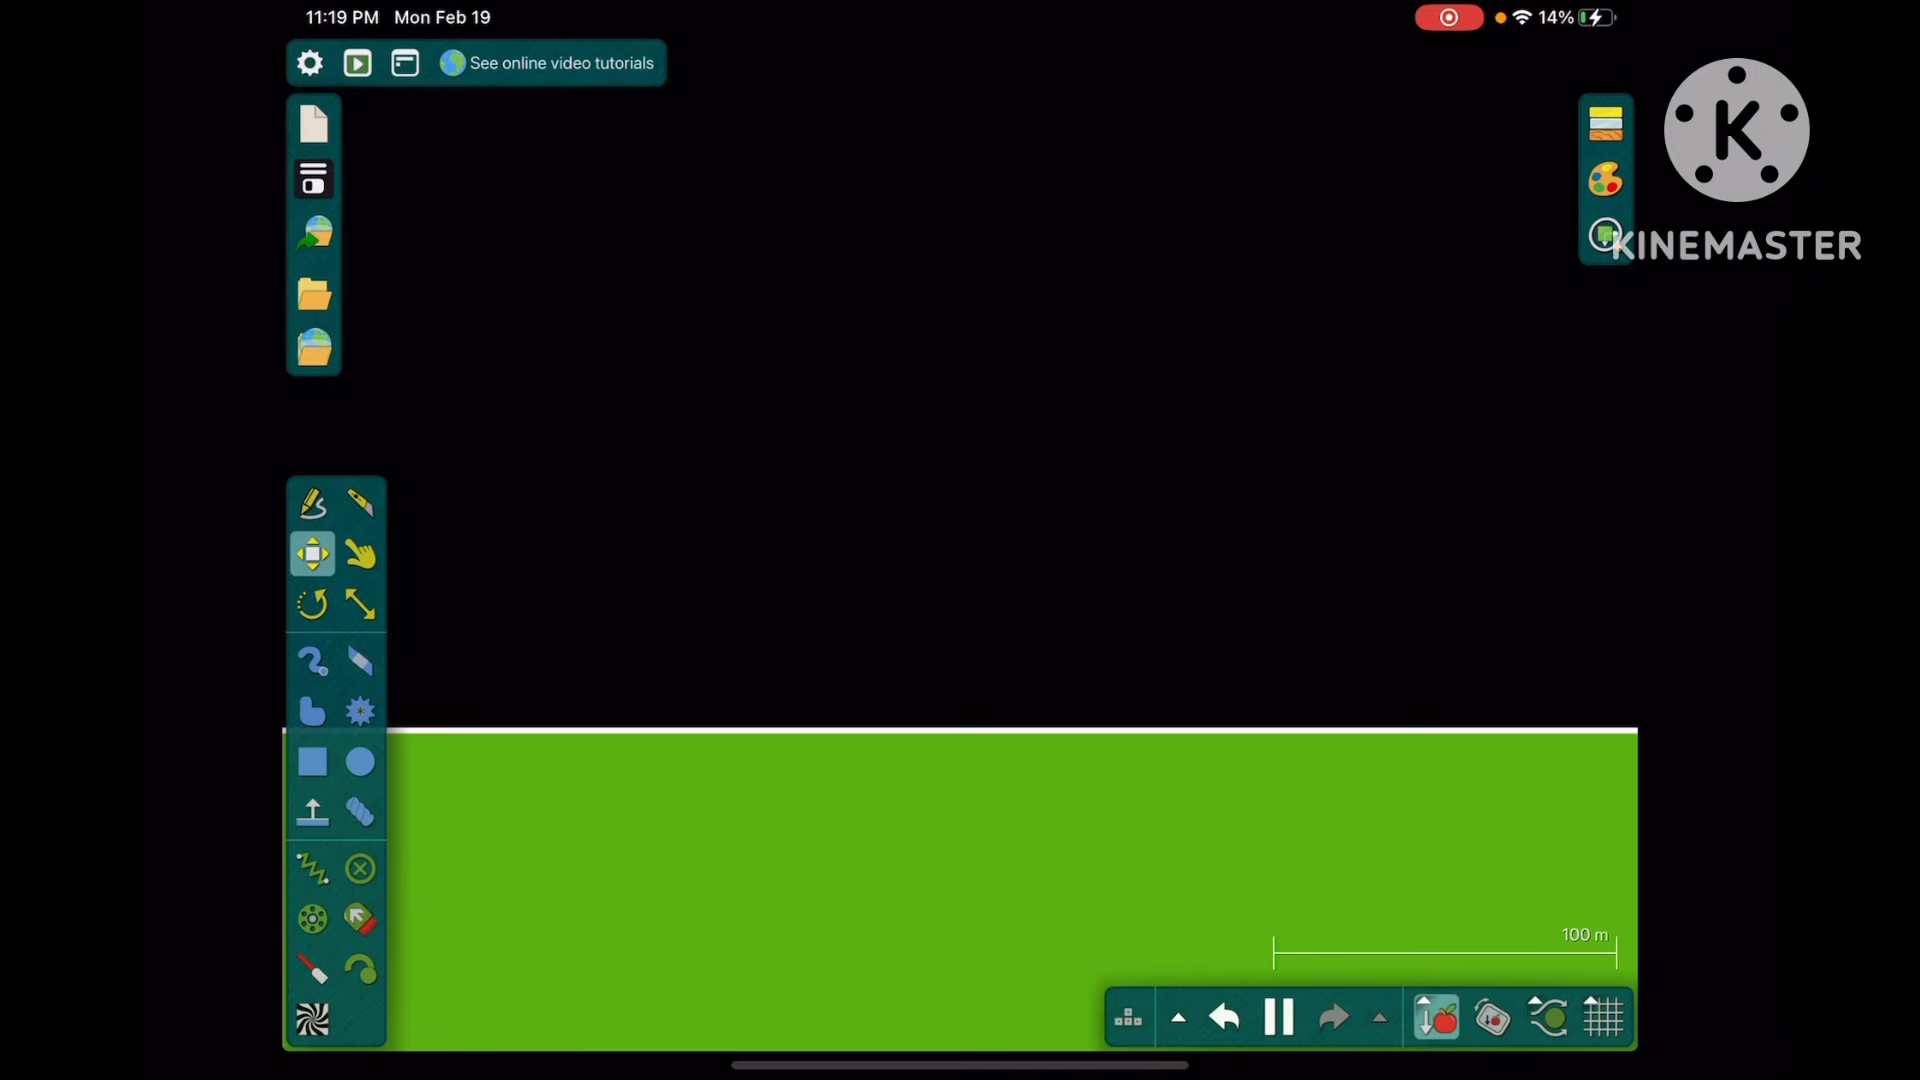 11:19 PM Mon Feb 19
14%
See online video tutorials
K
KINEMASTER
100 m